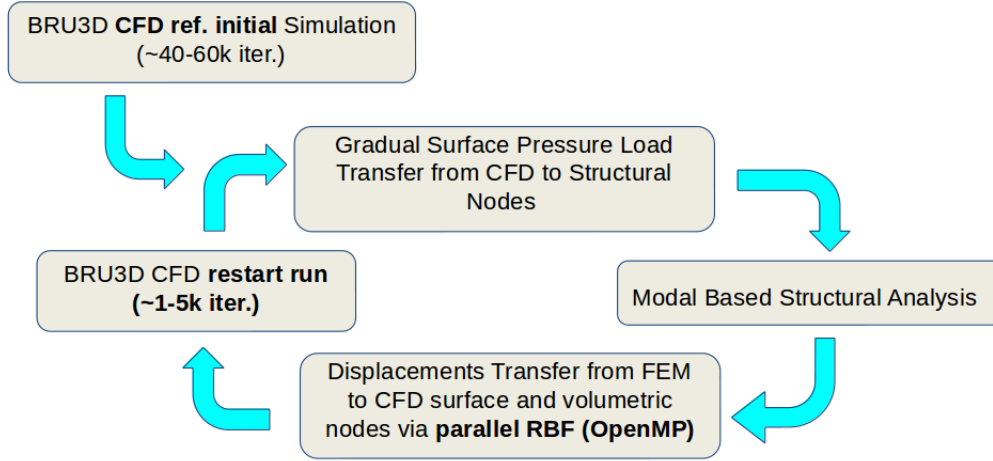 BRU3D CFD ref. initial Simulation
(~40-60k iter.)
Gradual Surface Pressure Load
Transfer from CFD to Structural
Nodes
BRU3D CFD restart run
(~1-5k iter.)
Modal Based Structural Analysis
Displacements Transfer from FEM
to CFD surface and volumetric
nodes via parallel RBF (OpenMP)